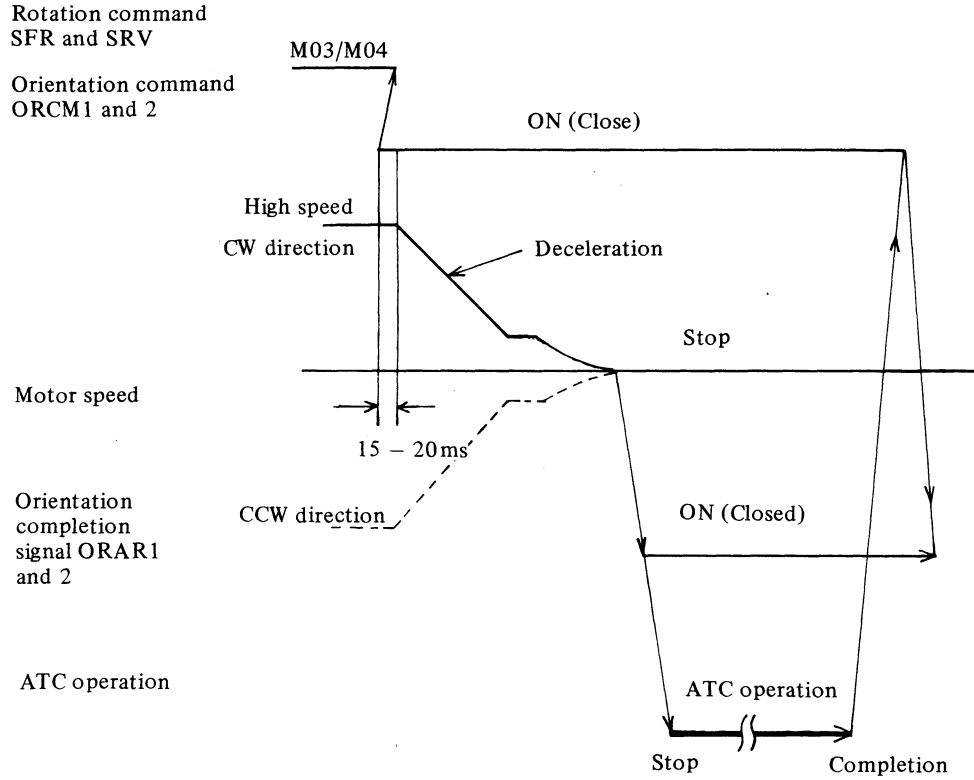 Rotation command
SFR and SRV
M03/M04
Orientation command
ORCM1 and 2
ON (Close)
High speed
CW direction
Deceleration
Stop
Motor speed
15 – 20ms
Orientation
completion
signal ORAR1
and 2
CCW direction
ON (Closed)
ATC operation
ATC operation
Stop
Completion